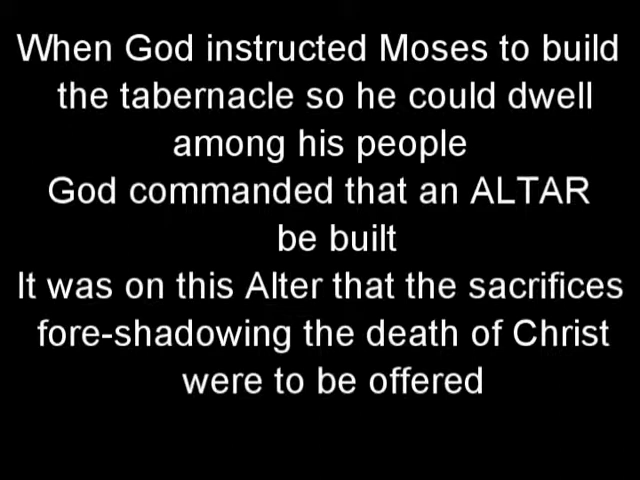 When God instructed Moses to build
the tabernacle so he could dwell
among his people
God commanded that an ALTAR
be built
It was on this Alter that the sacrifices
fore-shadowing the death of Christ
were to be offered